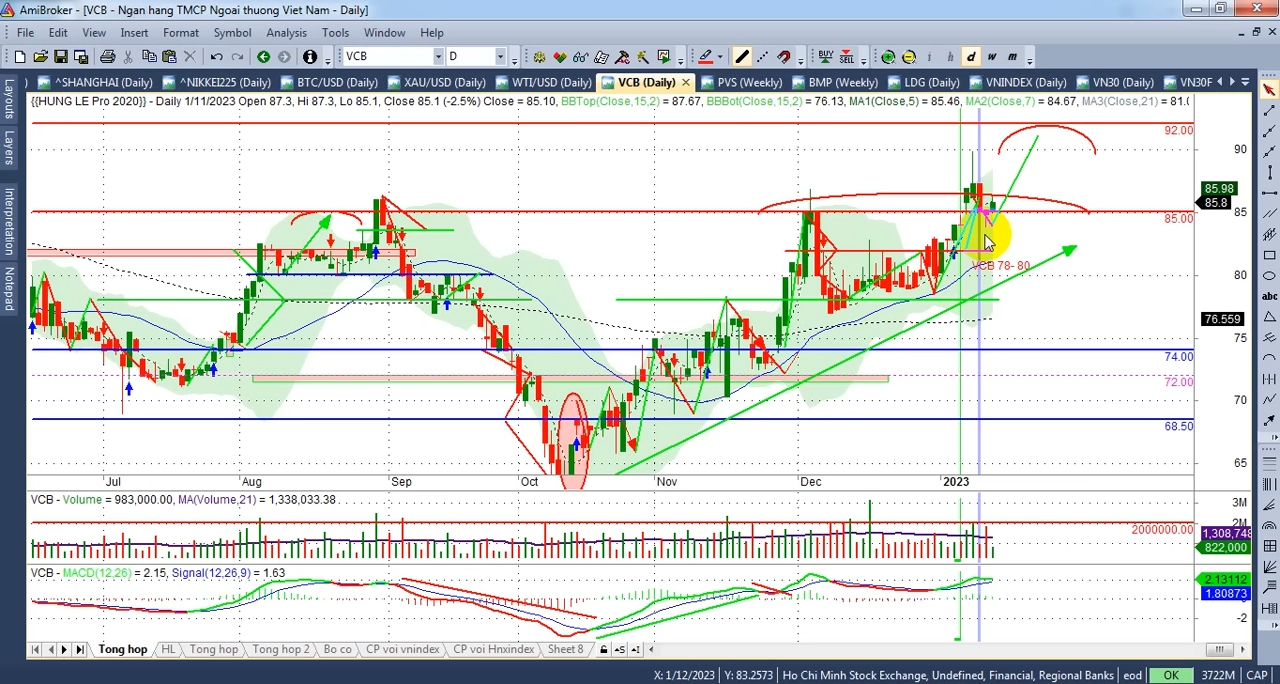 AmiBroker - [VCB - Ngan hang TMCP Ngoai thuong Viet Nam - Daily]
File Edit View Insert Format Symbol Analysis Tools Window Help
VCB D BUY SELL i h d w m
^SHANGHAI (Daily) ^NIKKEI225 (Daily) BTC/USD (Daily) XAU/USD (Daily) WTI/USD (Daily) VCB (Daily) PVS (Weekly) BMP (Weekly) LDG (Daily) VNINDEX (Daily) VN30 (Daily) VN30F
Layouts
Layers
Interpretation
Notepad
{{HUNG LE Pro 2020}} - Daily 1/11/2023 Open 87.3, Hi 87.3, Lo 85.1, Close 85.1 (-2.5%) Close = 85.10, BBTop(Close,15,2) = 87.67, BBBot(Close,15,2) = 76.13, MA1(Close,5) = 85.46, MA2(Close,7) = 84.67, MA3(Close,21) = 81.0
92.00
90
85.98
85.8
85
85.00
VCB 78- 80
80
76.559
75
74.00
72.00
70
68.50
65
Jul Aug Sep Oct Nov Dec 2023
VCB - Volume = 983,000.00, MA(Volume,21) = 1,338,033.38
3M
2M
2000000.00
1,308,748
822,000
VCB - MACD(12,26) = 2.15, Signal(12,26,9) = 1.63
2.13112
1.80873
-2
Tong hop HL Tong hop Tong hop 2 Bo co CP voi vnindex CP voi Hnxindex Sheet 8
X: 1/12/2023 Y: 83.2573 Ho Chi Minh Stock Exchange, Undefined, Financial, Regional Banks eod OK 3722M CAP
abc